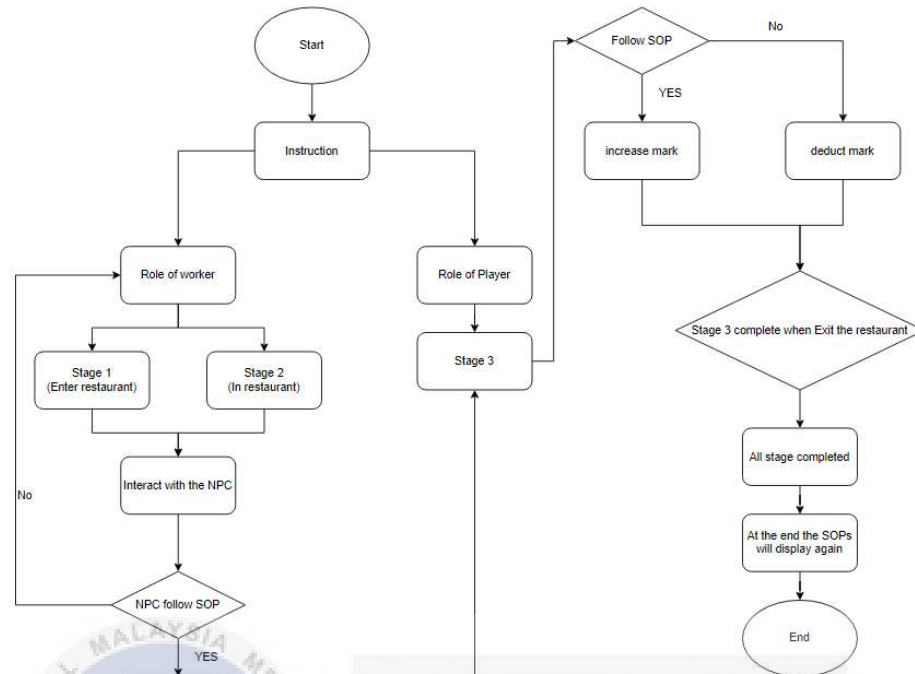 Start
Instruction
Role of worker
Role of Player
Stage 1
(Enter restaurant)
Stage 2
(In restaurant)
Stage 3
Interact with the NPC
No
NPC follow SOP
YES
Follow SOP
No
YES
increase mark
deduct mark
Stage 3 complete when Exit the restaurant
All stage completed
At the end the SOPs
will display again
End
MALAYSIA